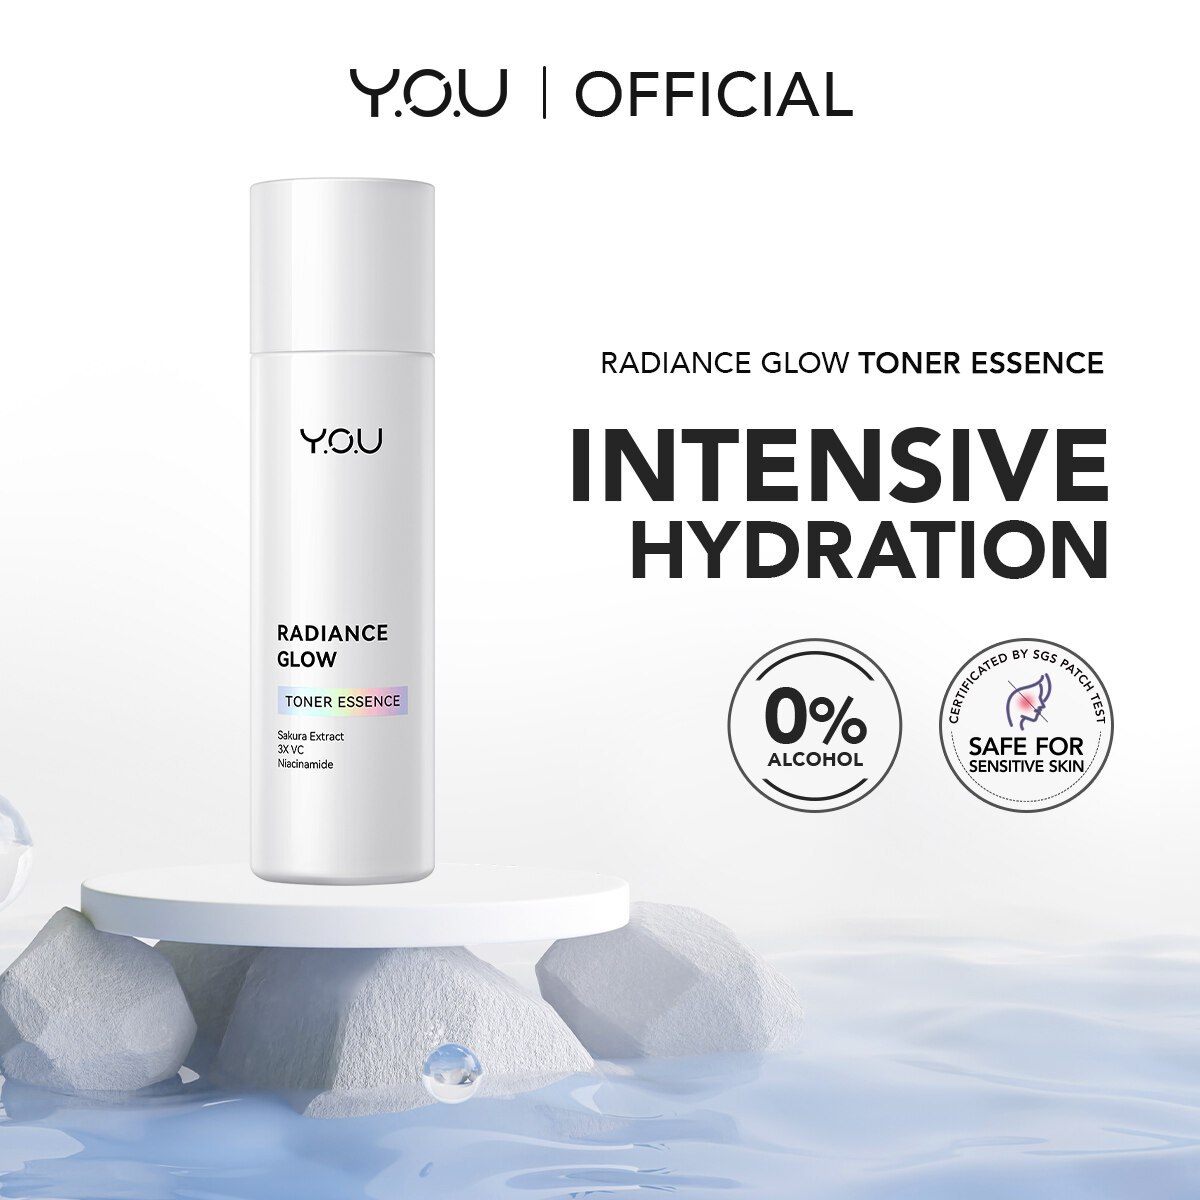 Y.O.U | OFFICIAL
RADIANCE GLOW TONER ESSENCE
INTENSIVE
HYDRATION
0%
ALCOHOL
CERTIFICATED BY SGS PATCH TEST
SAFE FOR
SENSITIVE SKIN
Y.O.U
RADIANCE
GLOW
TONER ESSENCE
Sakura Extract
3X VC
Niacinamide